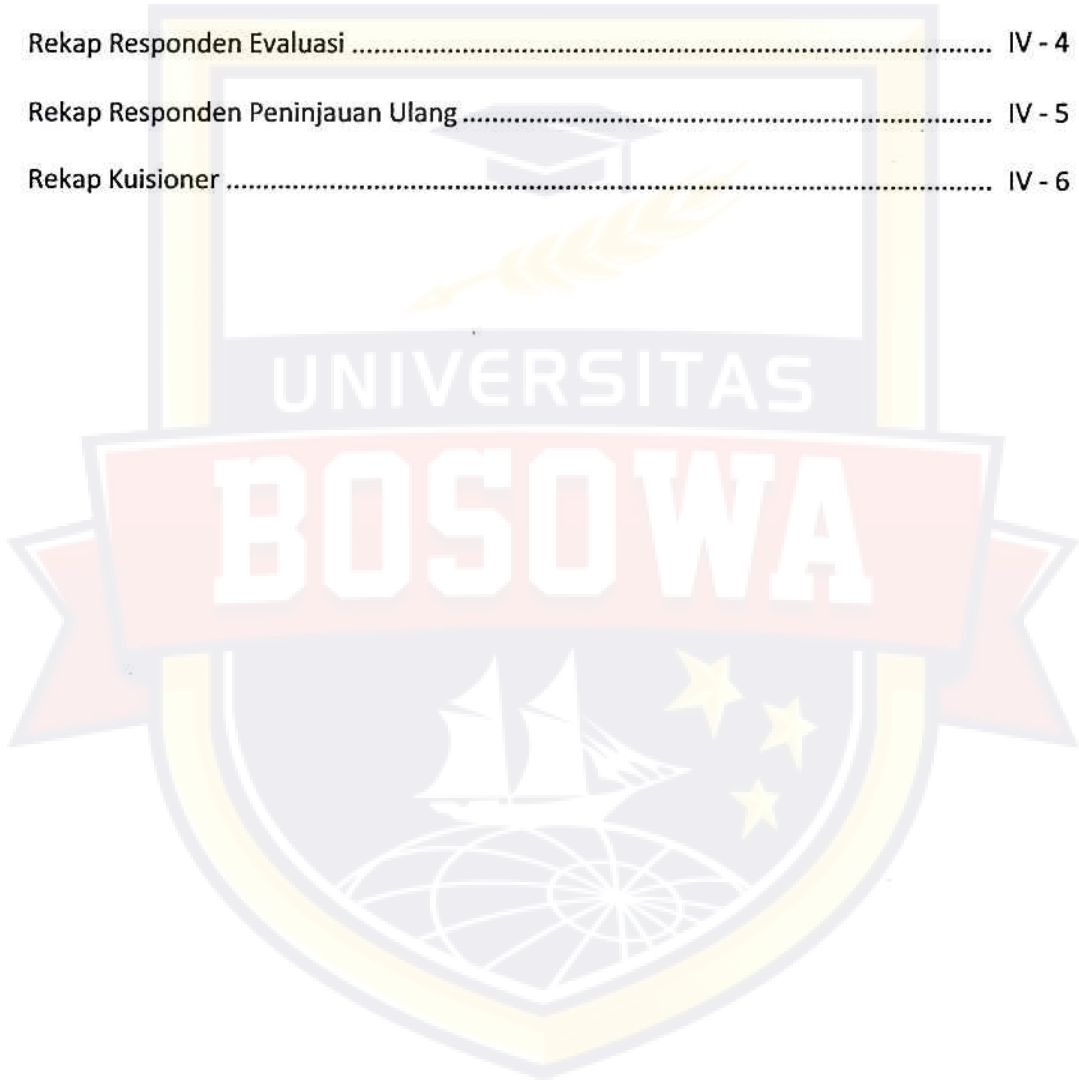 Rekap Responden Evaluasi ........................................................................................... IV - 4
Rekap Responden Peninjauan Ulang ........................................................................... IV - 5
Rekap Kuisioner ............................................................................................................ IV - 6
UNIVERSITAS
BOSOWA